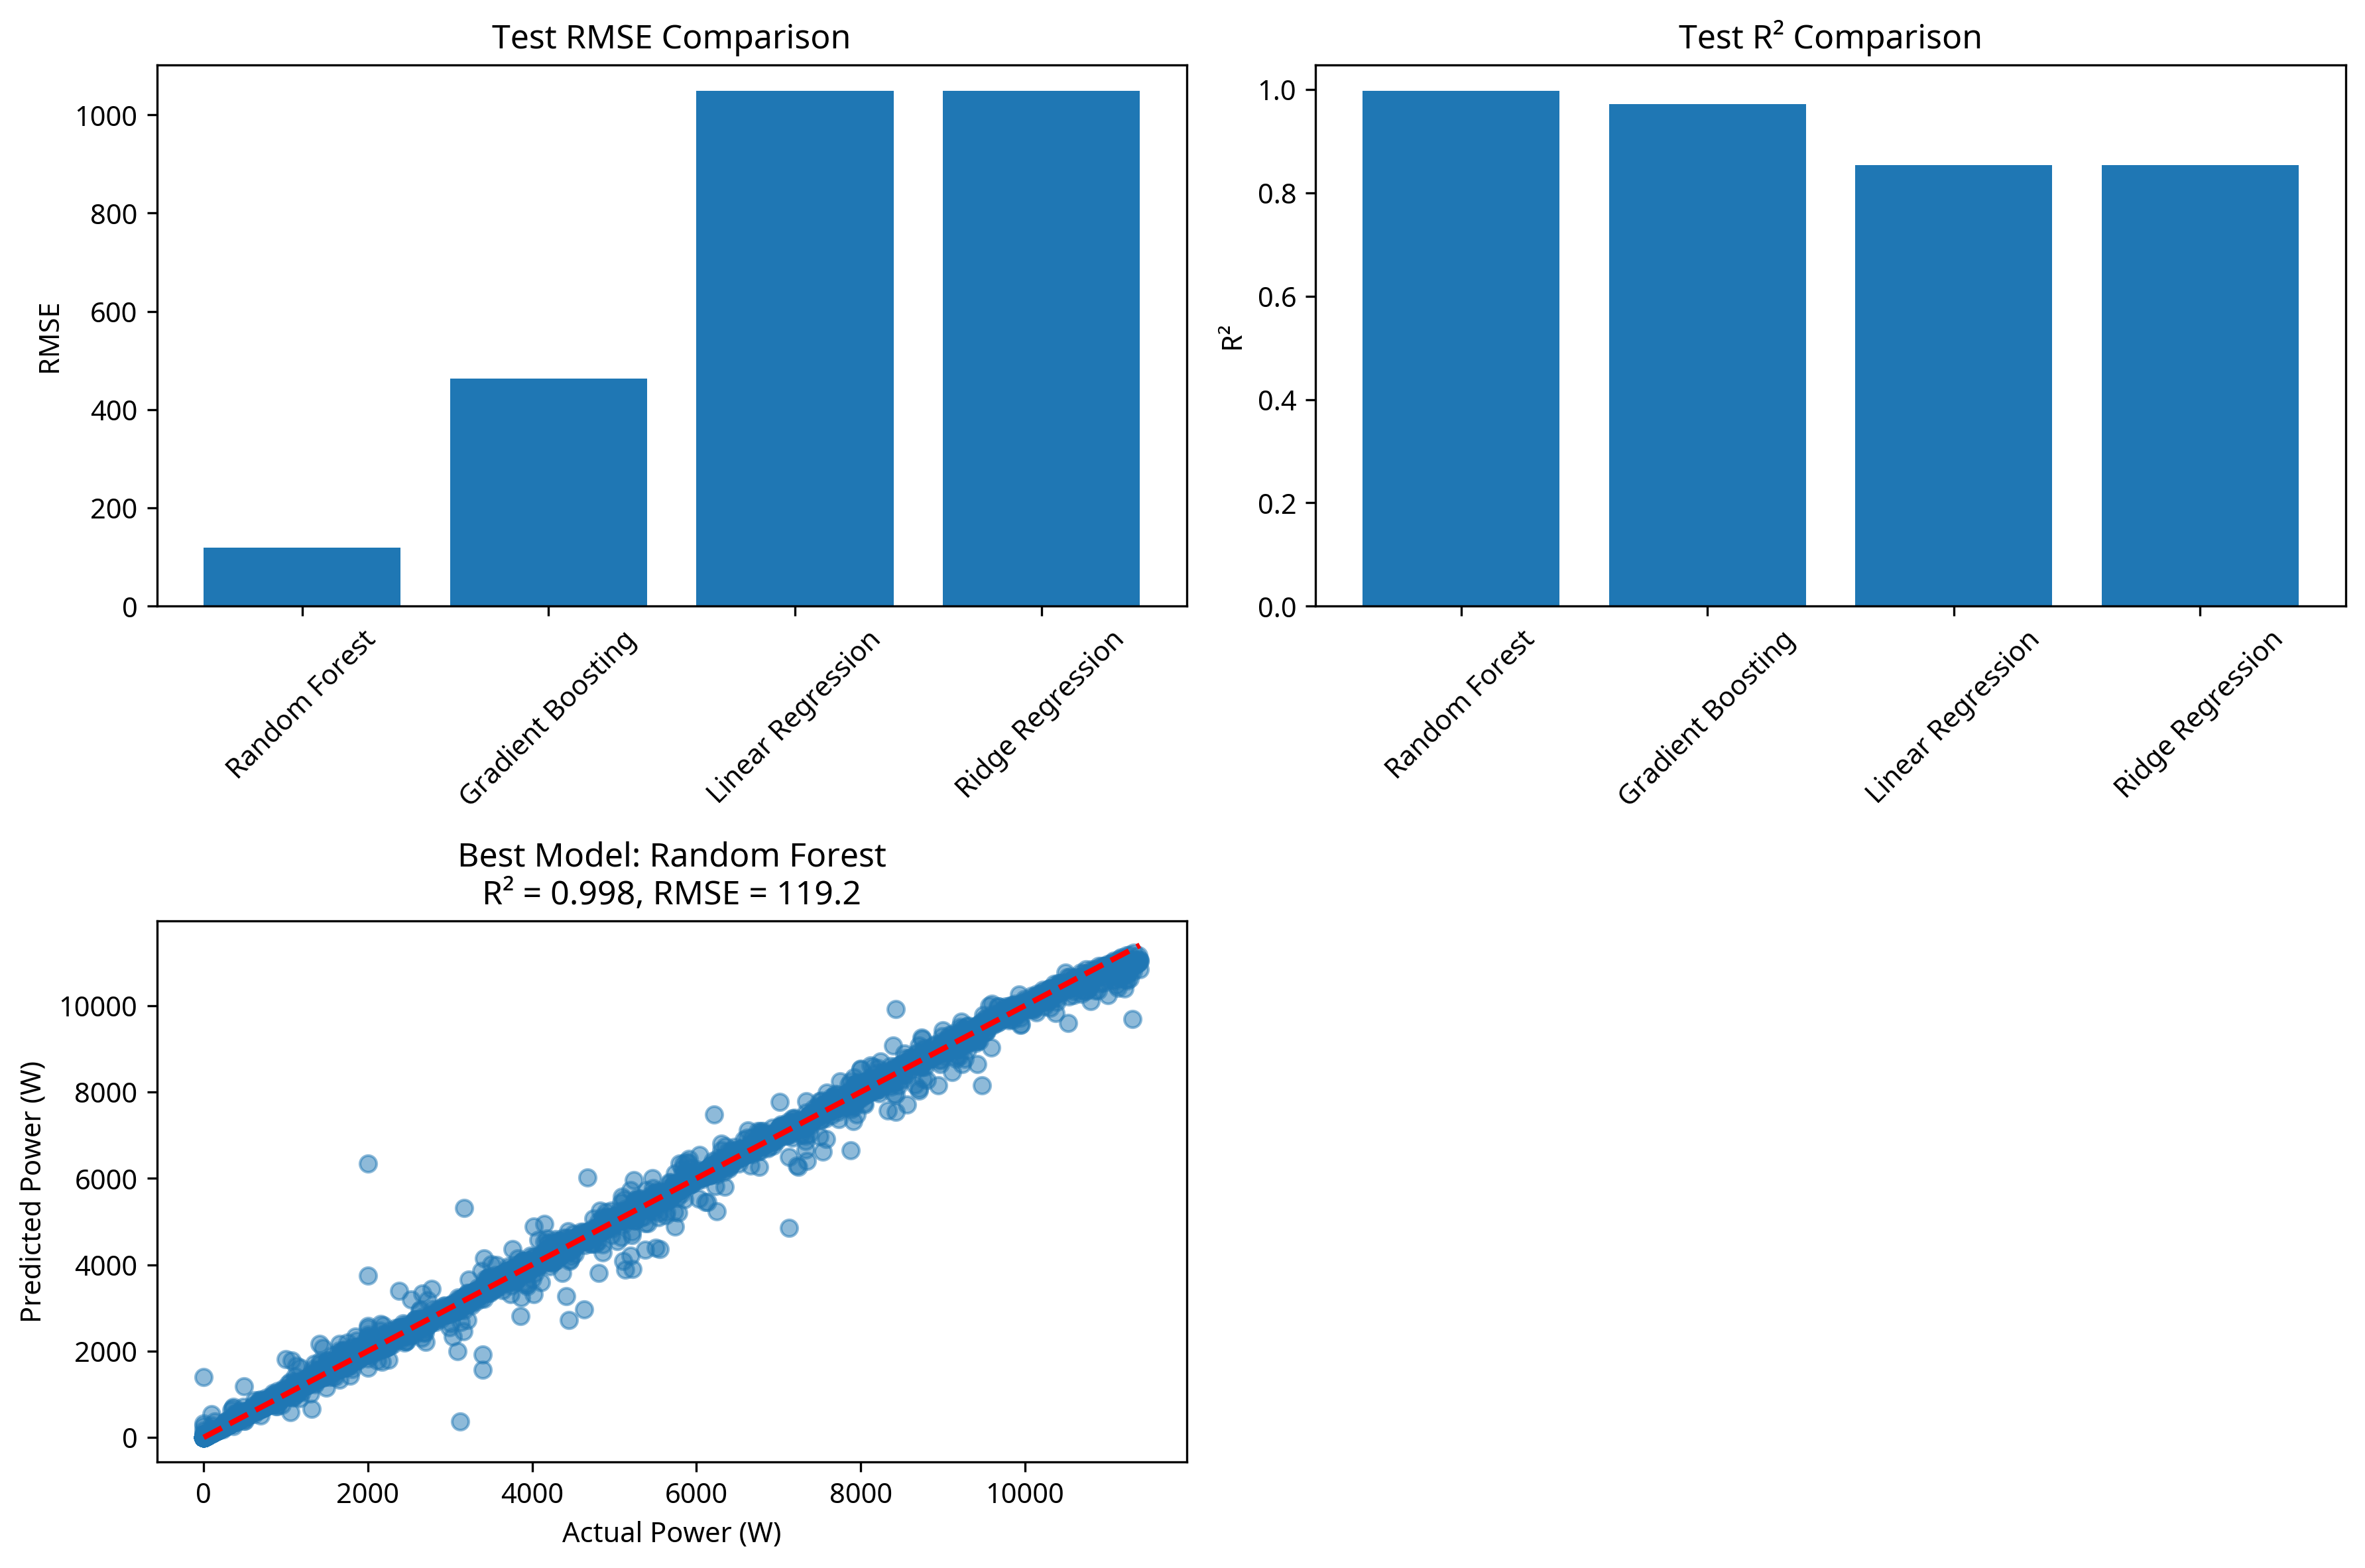 Test RMSE Comparison
RMSE
1000
800
600
400
200
0
Random Forest
Gradient Boosting
Linear Regression
Ridge Regression
Test R² Comparison
R²
1.0
0.8
0.6
0.4
0.2
0.0
Random Forest
Gradient Boosting
Linear Regression
Ridge Regression
Best Model: Random Forest
R² = 0.998, RMSE = 119.2
Predicted Power (W)
10000
8000
6000
4000
2000
0
0 2000 4000 6000 8000 10000
Actual Power (W)